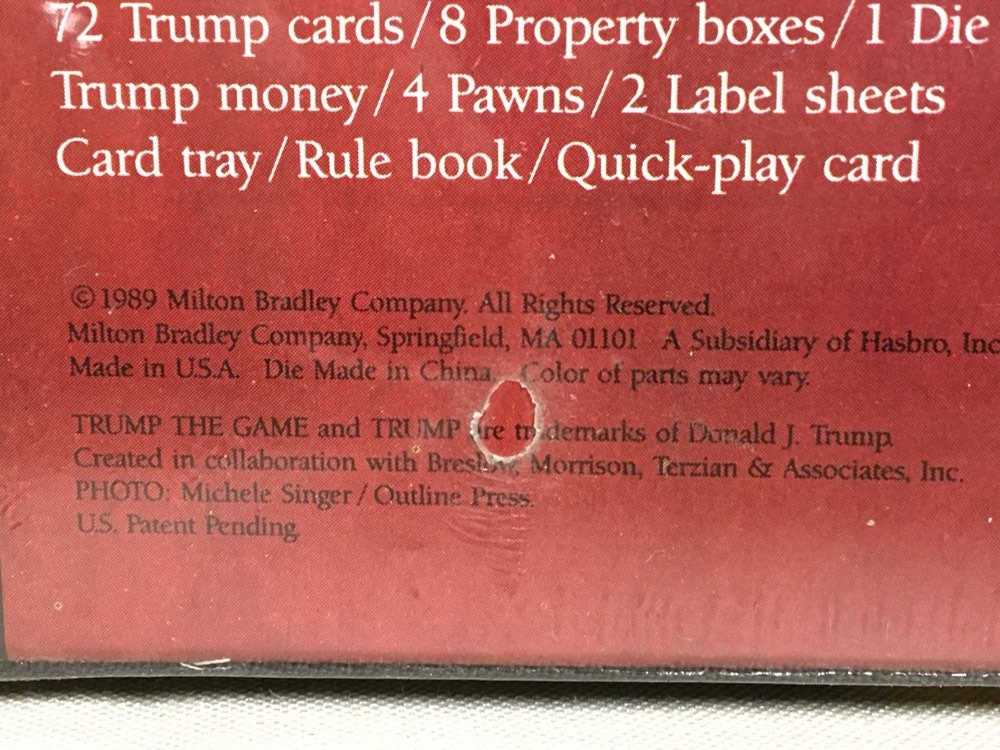 72 Trump cards/8 Property boxes/1 Die
Trump money/4 Pawns/2 Label sheets
Card tray/Rule book/Quick-play card
©1989 Milton Bradley Company. All Rights Reserved.
Milton Bradley Company, Springfield, MA 01101 A Subsidiary of Hasbro, Inc
Made in U.S.A. Die Made in China. Color of parts may vary.
TRUMP THE GAME and TRUMP are trademarks of Donald J. Trump.
Created in collaboration with Breslow, Morrison, Terzian & Associates, Inc.
PHOTO: Michele Singer/Outline Press.
U.S. Patent Pending.